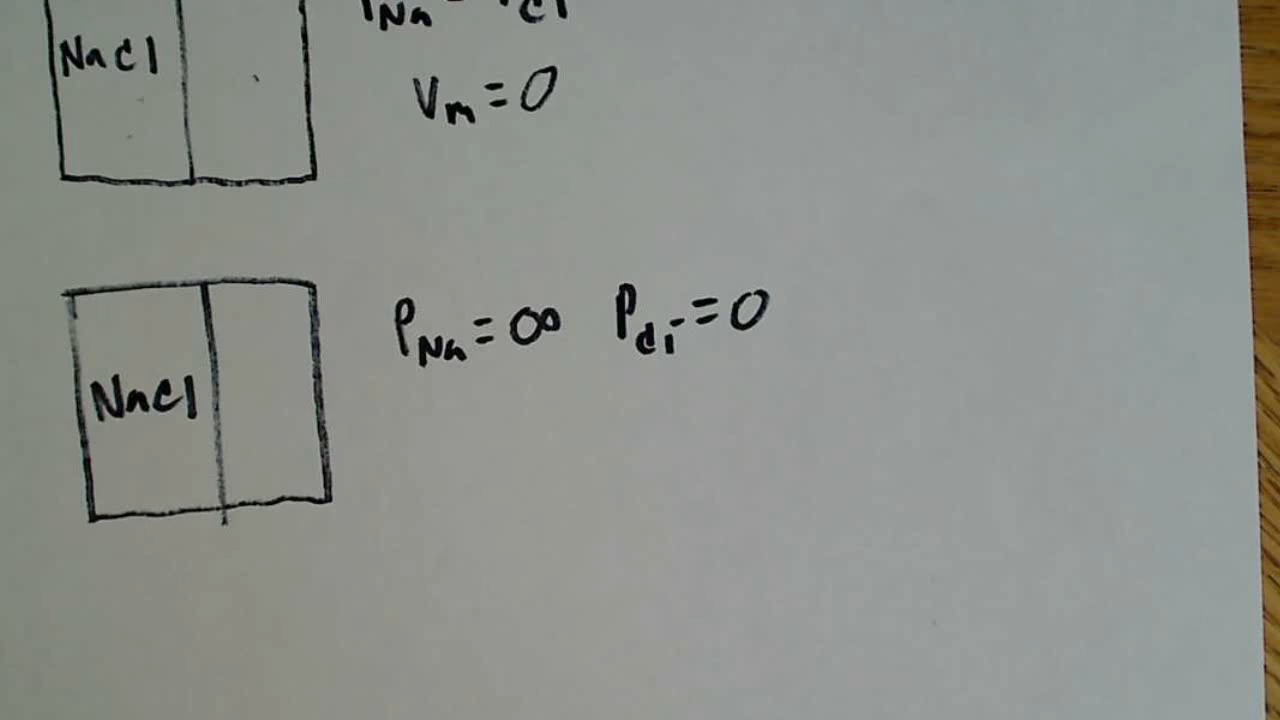 NaCl
Vm = 0
PNa = ∞ PCl- = 0
NaCl